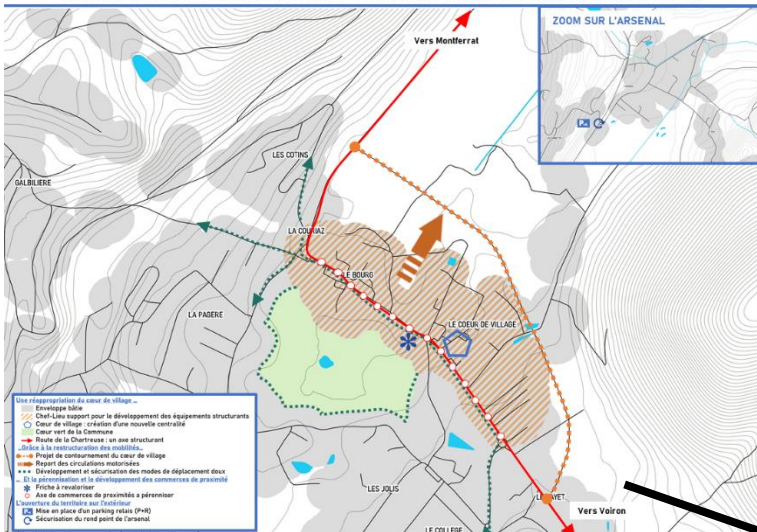 ZOOM SUR L'ARSENAL
Vers Montferrat
LES COTINS
GALBILIERE
LA COURIAZ
LE BOURG
LA PAGERE
LE COEUR DE VILLAGE
Une réappropriation du cœur de village ...
Enveloppe bâtie
Chef-Lieu support pour le développement des équipements structurants
Cœur de village : création d'une nouvelle centralité
Cœur vert de la Commune
Route de la Chartreuse : un axe structurant
...Grâce à la restructuration des mobilités...
Projet de contournement du cœur de village
Report des circulations motorisées
Développement et sécurisation des modes de déplacement doux
... Et la pérennisation et le développement des commerces de proximité
Friche à revaloriser
Axe de commerces de proximités à pérenniser
L'ouverture du territoire sur l'extérieur
Mise en place d'un parking relais (P+R)
Sécurisation du rond point de l'arsenal
LES JOLIS
LE COLLEGE
Vers Voiron